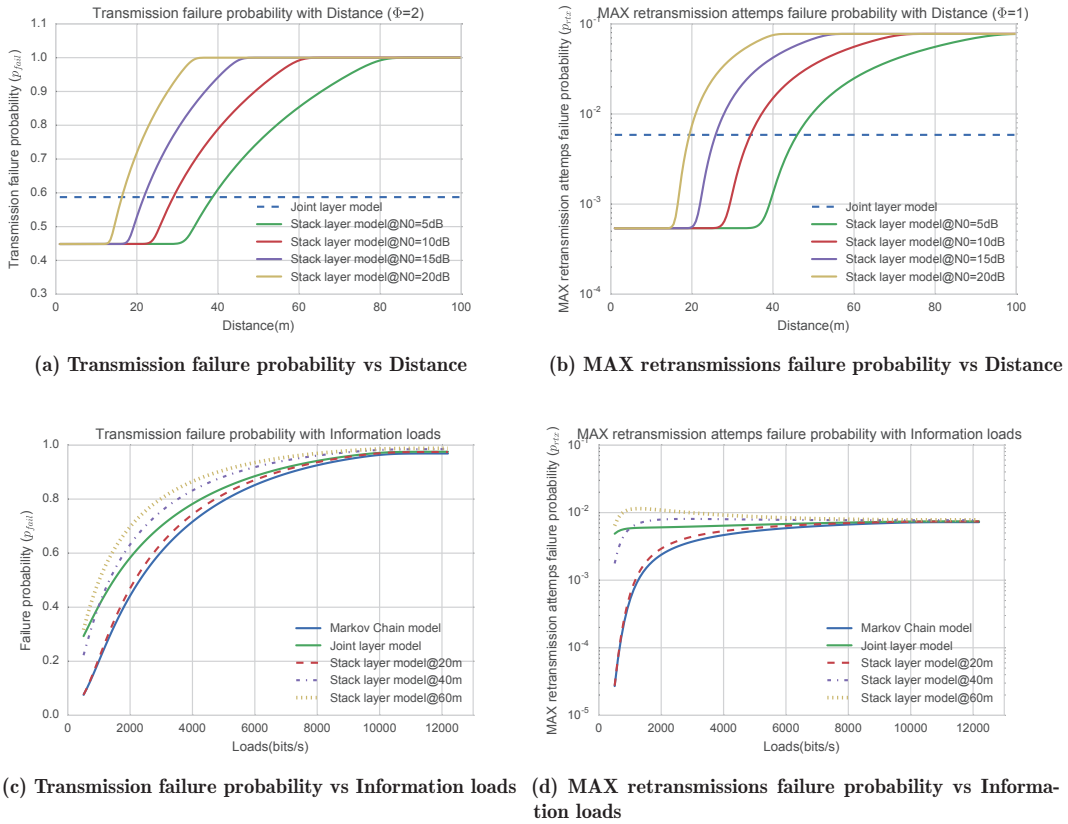 Transmission failure probability with Distance (Φ=2)
Transmission failure probability (p_fail)
1.1
1.0
0.9
0.8
0.7
0.6
0.5
0.4
0.3
Joint layer model
Stack layer model@N0=5dB
Stack layer model@N0=10dB
Stack layer model@N0=15dB
Stack layer model@N0=20dB
0 20 40 60 80 100
Distance(m)
(a) Transmission failure probability vs Distance
MAX retransmission attemps failure probability with Distance (Φ=1)
MAX retransmission attemps failure probability (p_rtx)
10^-1
10^-2
10^-3
10^-4
Joint layer model
Stack layer model@N0=5dB
Stack layer model@N0=10dB
Stack layer model@N0=15dB
Stack layer model@N0=20dB
0 20 40 60 80 100
Distance(m)
(b) MAX retransmissions failure probability vs Distance
Transmission failure probability with Information loads
Failure probability (p_fail)
1.0
0.8
0.6
0.4
0.2
0.0
Markov Chain model
Joint layer model
Stack layer model@20m
Stack layer model@40m
Stack layer model@60m
0 2000 4000 6000 8000 10000 12000
Loads(bits/s)
(c) Transmission failure probability vs Information loads
MAX retransmission attemps failure probability with Information loads
MAX retransmission attemps failure probability (p_rtx)
10^-1
10^-2
10^-3
10^-4
10^-5
Markov Chain model
Joint layer model
Stack layer model@20m
Stack layer model@40m
Stack layer model@60m
0 2000 4000 6000 8000 10000 12000
Loads(bits/s)
(d) MAX retransmissions failure probability vs Informa-
tion loads